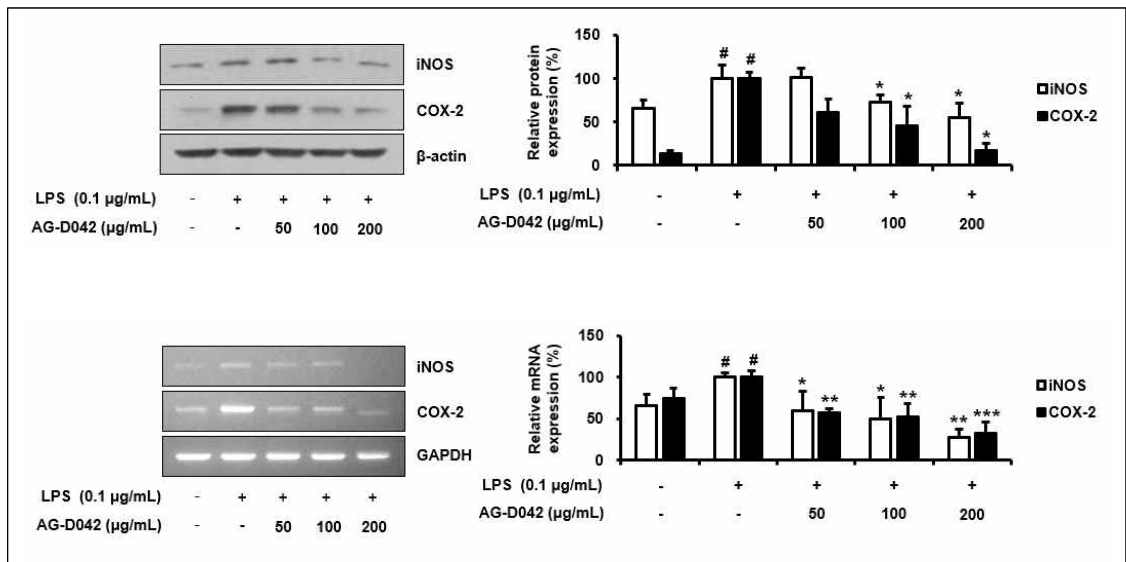 iNOS
COX-2
β-actin
LPS (0.1 μg/mL) - + + + +
AG-D042 (μg/mL) - - 50 100 200
Relative protein
expression (%)
150
100
50
0
# # * * * *
iNOS
COX-2
LPS (0.1 μg/mL) - + + + +
AG-D042 (μg/mL) - - 50 100 200
iNOS
COX-2
GAPDH
LPS (0.1 μg/mL) - + + + +
AG-D042 (μg/mL) - - 50 100 200
Relative mRNA
expression (%)
150
100
50
0
# # * ** * ** ** ***
iNOS
COX-2
LPS (0.1 μg/mL) - + + + +
AG-D042 (μg/mL) - - 50 100 200